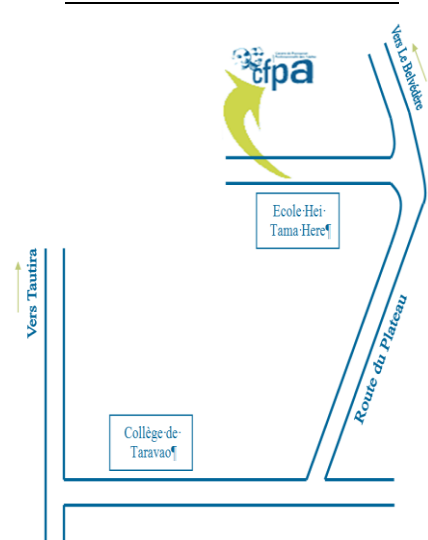 cfpa
Vers Le Belvédère
Ecole·Hei·
Tama·Here¶
Vers Tautira
Route du Plateau
Collège·de·
Taravao¶